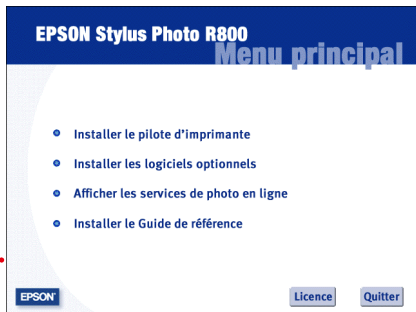 EPSON Stylus Photo R800
Menu principal
Installer le pilote d'imprimante
Installer les logiciels optionnels
Afficher les services de photo en ligne
Installer le Guide de référence
EPSON
Licence
Quitter